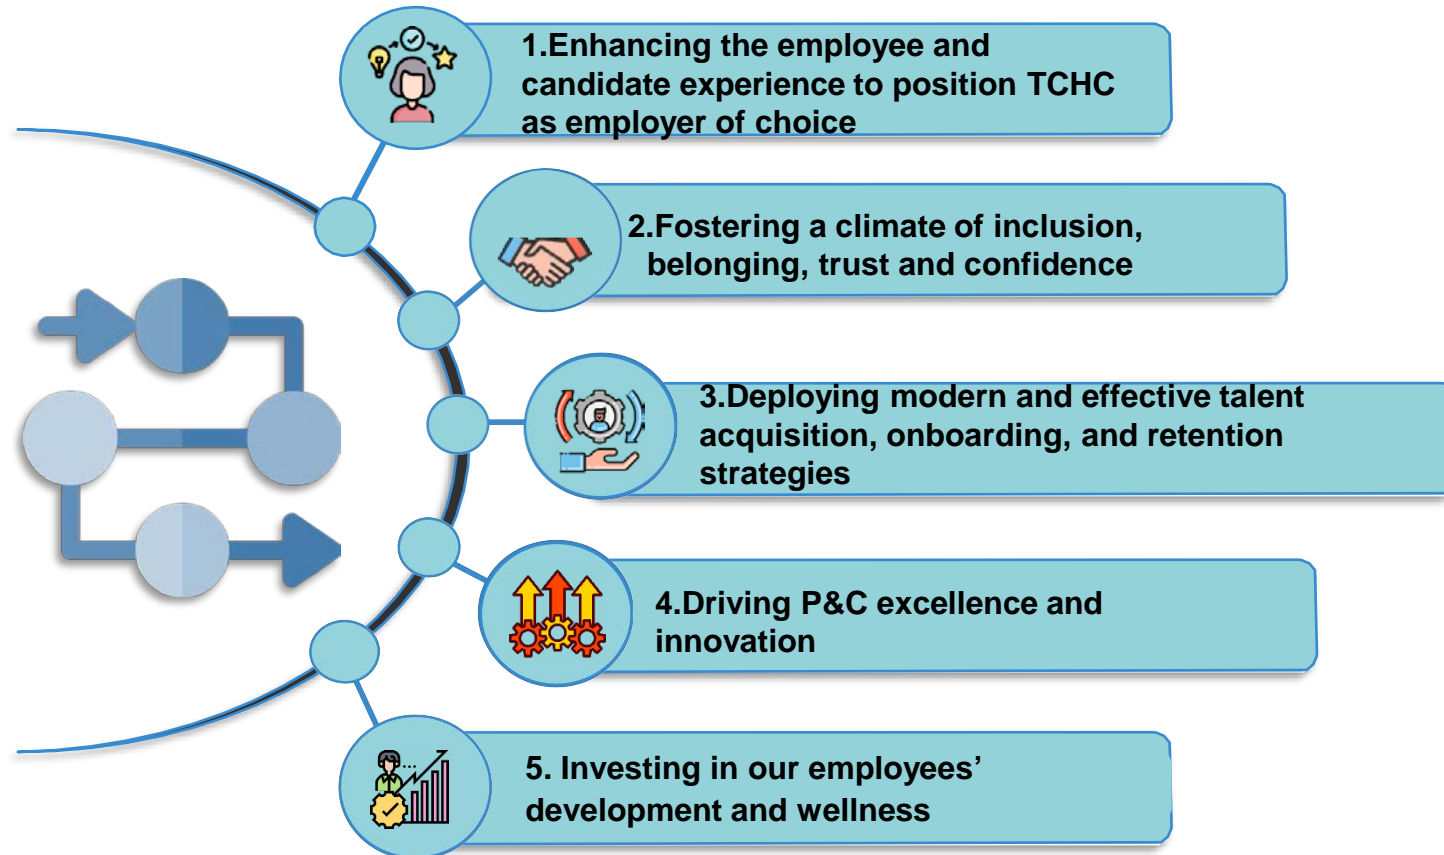 1.Enhancing the employee and
candidate experience to position TCHC
as employer of choice
2.Fostering a climate of inclusion,
belonging, trust and confidence
3.Deploying modern and effective talent
acquisition, onboarding, and retention
strategies
4.Driving P&C excellence and
innovation
5. Investing in our employees’
development and wellness